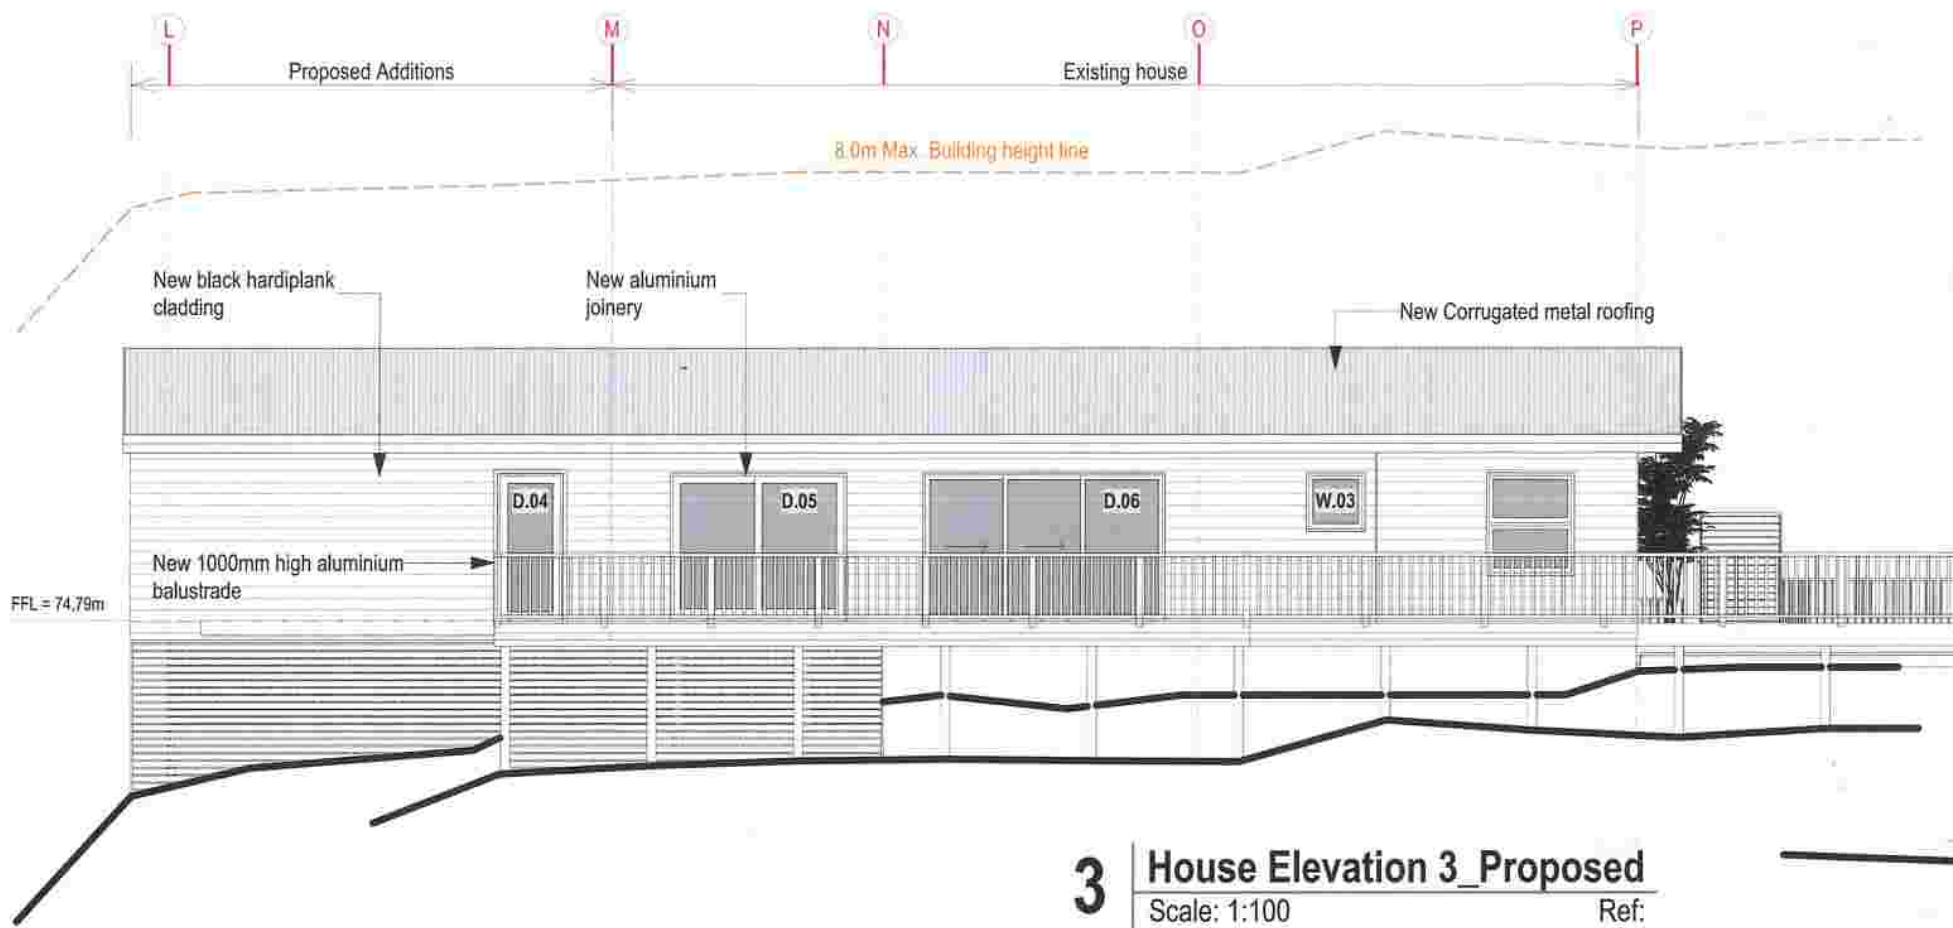 L
M
N
O
P
Proposed Additions
Existing house
8.0m Max. Building height line
New black hardiplank
cladding
New aluminium
joinery
New Corrugated metal roofing
D.04
D.05
D.06
W.03
New 1000mm high aluminium
balustrade
FFL = 74,79m
3
House Elevation 3_Proposed
Scale: 1:100
Ref: